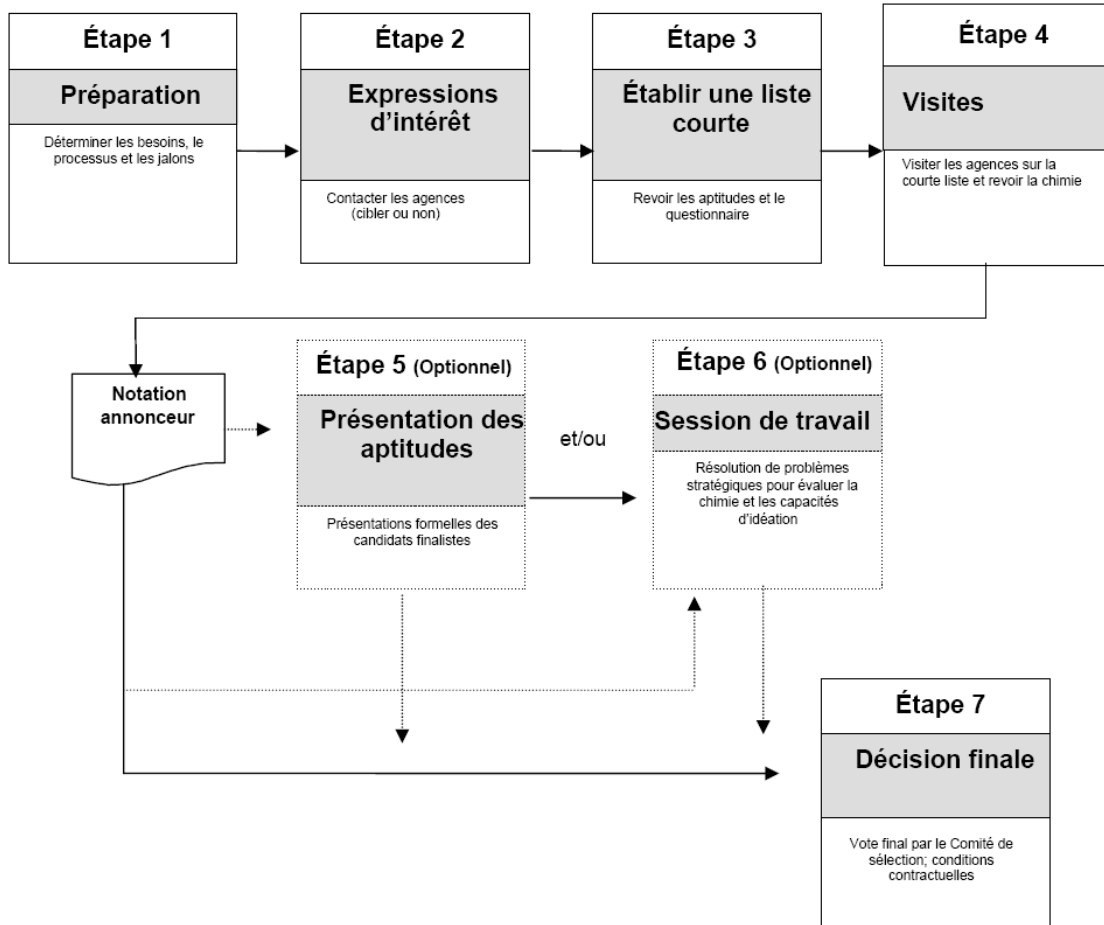 Étape 1
Préparation
Déterminer les besoins, le
processus et les jalons
Étape 2
Expressions
d'intérêt
Contacter les agences
(cibler ou non)
Étape 3
Établir une liste
courte
Revoir les aptitudes et le
questionnaire
Étape 4
Visites
Visiter les agences sur la
courte liste et revoir la chimie
Notation
annonceur
Étape 5 (Optionnel)
Présentation des
aptitudes
Présentations formelles des
candidats finalistes
et/ou
Étape 6 (Optionnel)
Session de travail
Résolution de problèmes
stratégiques pour évaluer la
chimie et les capacités
d'idéation
Étape 7
Décision finale
Vote final par le Comité de
sélection; conditions
contractuelles